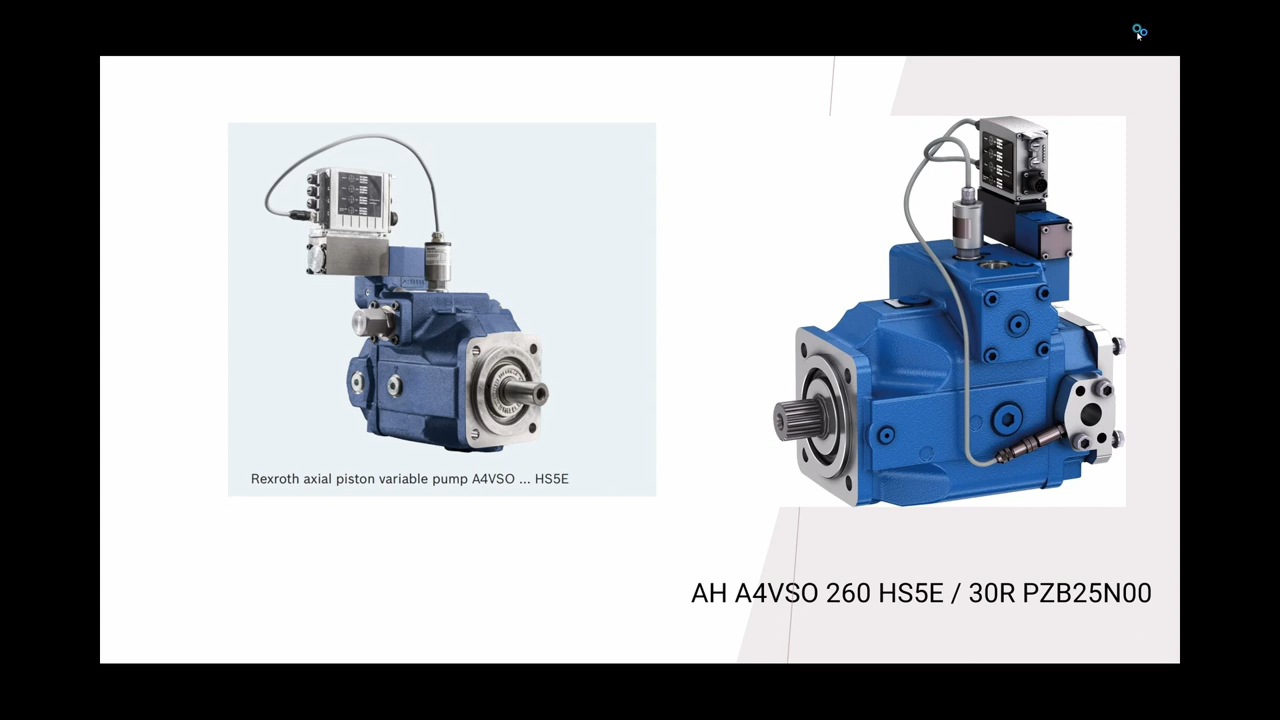 Rexroth axial piston variable pump A4VSO ... HS5E
AH A4VSO 260 HS5E / 30R PZB25N00